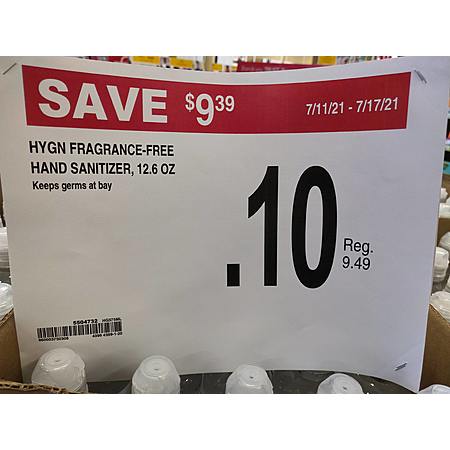 SAVE $9.39 7/11/21 - 7/17/21
HYGN FRAGRANCE-FREE
HAND SANITIZER, 12.6 OZ
Keeps germs at bay
.10
Reg.
9.49
5504732